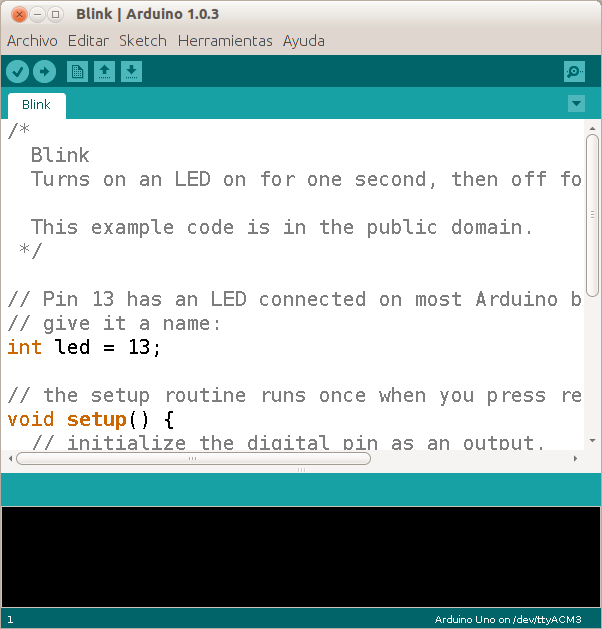 Blink | Arduino 1.0.3
Archivo Editar Sketch Herramientas Ayuda
Blink
/*
  Blink
  Turns on an LED on for one second, then off fo

  This example code is in the public domain.
 */

// Pin 13 has an LED connected on most Arduino b
// give it a name:
int led = 13;

// the setup routine runs once when you press re
void setup() {
  // initialize the digital pin as an output.
1
Arduino Uno on /dev/ttyACM3